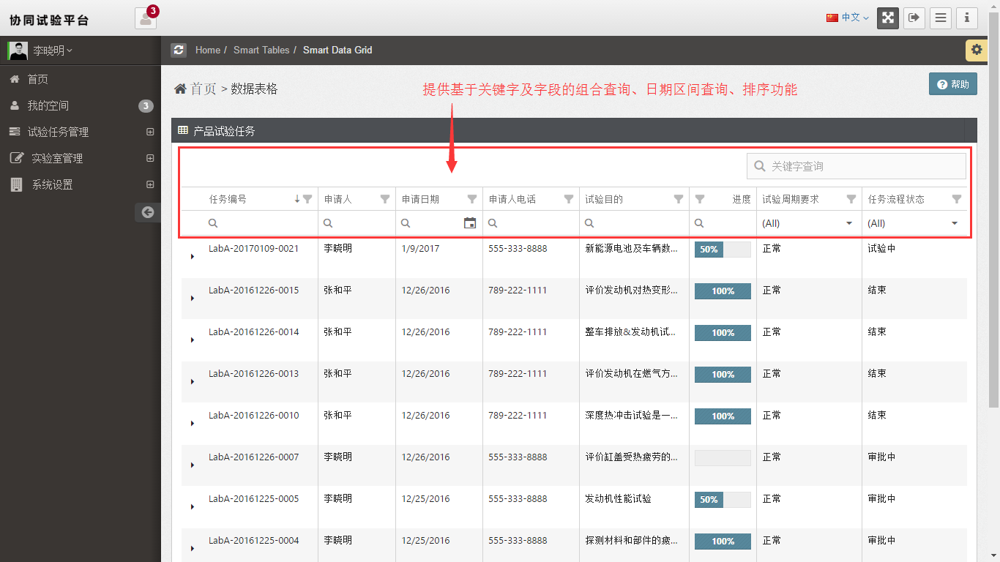 协同试验平台
3
中文
李晓明
Home / Smart Tables / Smart Data Grid
首页
我的空间
3
试验任务管理
实验室管理
系统设置
首页 > 数据表格
提供基于关键字及字段的组合查询、日期区间查询、排序功能
帮助
产品试验任务
关键字查询
任务编号 申请人 申请日期 申请人电话 试验目的 进度 试验周期要求 任务流程状态
(All) (All)
LabA-20170109-0021 李晓明 1/9/2017 555-333-8888 新能源电池及车辆数... 50% 正常 试验中
LabA-20161226-0015 张和平 12/26/2016 789-222-1111 评价发动机对热变形... 100% 正常 结束
LabA-20161226-0014 张和平 12/26/2016 789-222-1111 整车排放&发动机试... 100% 正常 结束
LabA-20161226-0013 张和平 12/26/2016 789-222-1111 评价发动机在燃气方... 100% 正常 结束
LabA-20161226-0010 张和平 12/26/2016 789-222-1111 深度热冲击试验是一... 100% 正常 结束
LabA-20161226-0007 李晓明 12/26/2016 555-333-8888 评价缸盖受热疲劳的... 正常 审批中
LabA-20161225-0005 李晓明 12/25/2016 555-333-8888 发动机性能试验 50% 正常 审批中
LabA-20161225-0004 李晓明 12/25/2016 555-333-8888 探测材料和部件的疲... 100% 正常 审批中